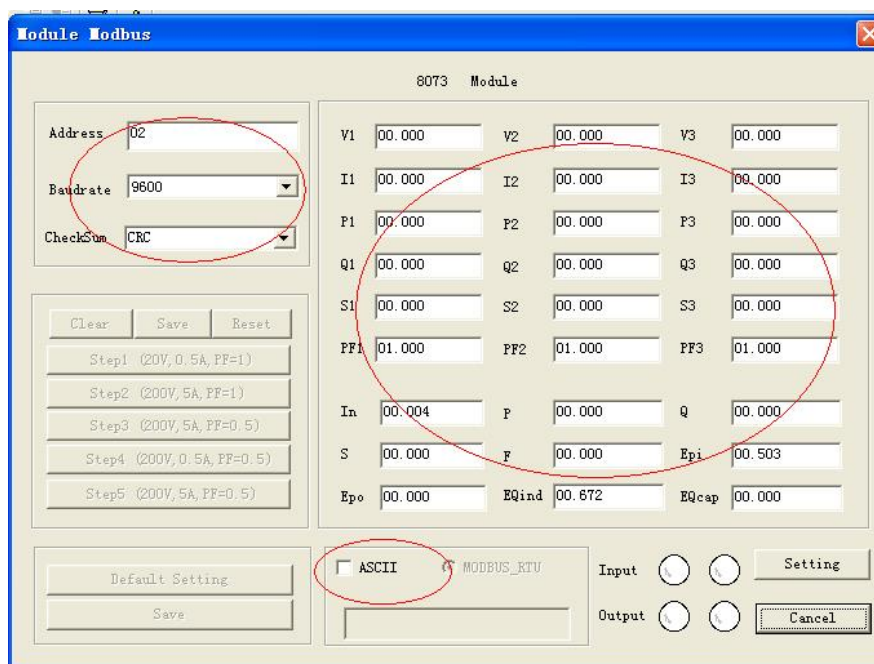 Module Modbus
8073 Module
Address 02
Baudrate 9600
CheckSum CRC
V1 00.000 V2 00.000 V3 00.000
I1 00.000 I2 00.000 I3 00.000
P1 00.000 P2 00.000 P3 00.000
Q1 00.000 Q2 00.000 Q3 00.000
S1 00.000 S2 00.000 S3 00.000
PF1 01.000 PF2 01.000 PF3 01.000
In 00.004 P 00.000 Q 00.000
S 00.000 F 00.000 Epi 00.503
Epo 00.000 EQind 00.672 EQcap 00.000
Clear Save Reset
Step1 (20V, 0.5A, PF=1)
Step2 (200V, 5A, PF=1)
Step3 (200V, 5A, PF=0.5)
Step4 (200V, 0.5A, PF=0.5)
Step5 (200V, 5A, PF=0.5)
Default Setting
Save
ASCII MODBUS_RTU
Input Setting
Output Cancel